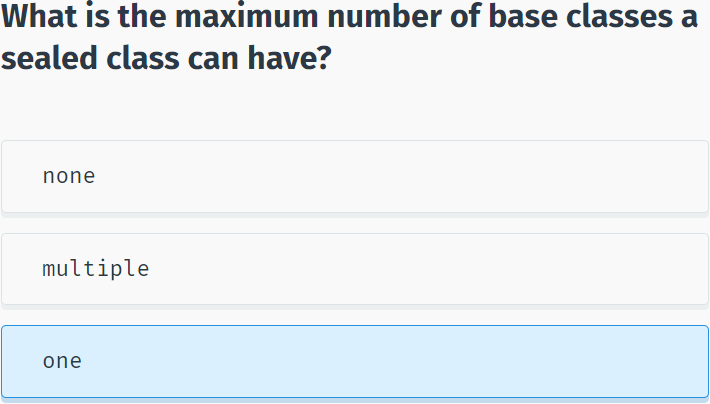 What is the maximum number of base classes a
sealed class can have?
none
multiple
one